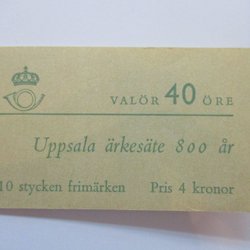 VALÖR 40 ÖRE
Uppsala ärkesäte 800 år
10 stycken frimärken Pris 4 kronor